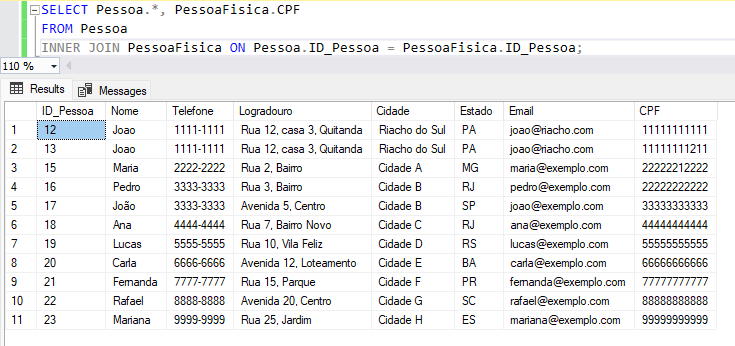 SELECT Pessoa.*, PessoaFisica.CPF
FROM Pessoa
INNER JOIN PessoaFisica ON Pessoa.ID_Pessoa = PessoaFisica.ID_Pessoa;
110 %
Results Messages
ID_Pessoa Nome Telefone Logradouro Cidade Estado Email CPF
1 12 Joao 1111-1111 Rua 12, casa 3, Quitanda Riacho do Sul PA joao@riacho.com 11111111111
2 13 Joao 1111-1111 Rua 12, casa 3, Quitanda Riacho do Sul PA joao@riacho.com 11111111211
3 15 Maria 2222-2222 Rua 2, Bairro Cidade A MG maria@exemplo.com 22222212222
4 16 Pedro 3333-3333 Rua 3, Bairro Cidade B RJ pedro@exemplo.com 22222222222
5 17 João 3333-3333 Avenida 5, Centro Cidade B SP joao@exemplo.com 33333333333
6 18 Ana 4444-4444 Rua 7, Bairro Novo Cidade C RJ ana@exemplo.com 44444444444
7 19 Lucas 5555-5555 Rua 10, Vila Feliz Cidade D RS lucas@exemplo.com 55555555555
8 20 Carla 6666-6666 Avenida 12, Loteamento Cidade E BA carla@exemplo.com 66666666666
9 21 Fernanda 7777-7777 Rua 15, Parque Cidade F PR fernanda@exemplo.com 77777777777
10 22 Rafael 8888-8888 Avenida 20, Centro Cidade G SC rafael@exemplo.com 88888888888
11 23 Mariana 9999-9999 Rua 25, Jardim Cidade H ES mariana@exemplo.com 99999999999